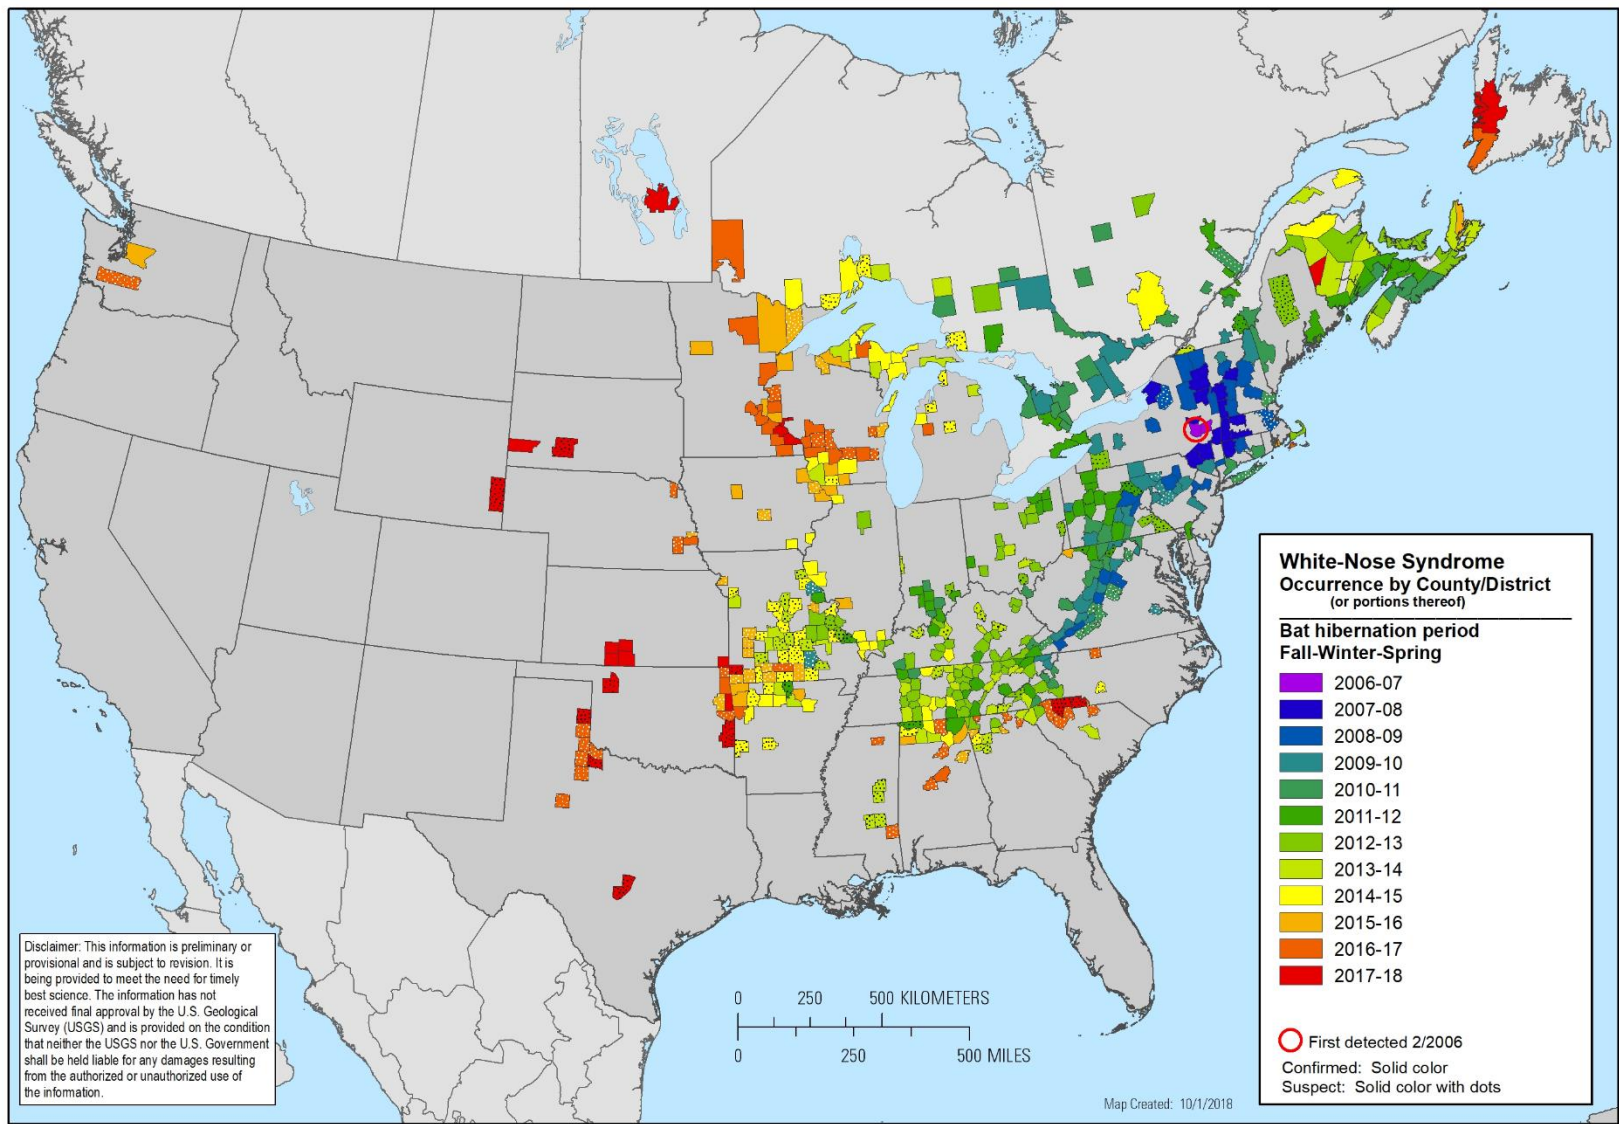 White-Nose Syndrome
Occurrence by County/District
(or portions thereof)
Bat hibernation period
Fall-Winter-Spring
2006-07
2007-08
2008-09
2009-10
2010-11
2011-12
2012-13
2013-14
2014-15
2015-16
2016-17
2017-18
First detected 2/2006
Confirmed: Solid color
Suspect: Solid color with dots
Disclaimer: This information is preliminary or
provisional and is subject to revision. It is
being provided to meet the need for timely
best science. The information has not
received final approval by the U.S. Geological
Survey (USGS) and is provided on the condition
that neither the USGS nor the U.S. Government
shall be held liable for any damages resulting
from the authorized or unauthorized use of
the information.
0 250 500 KILOMETERS
0 250 500 MILES
Map Created: 10/1/2018